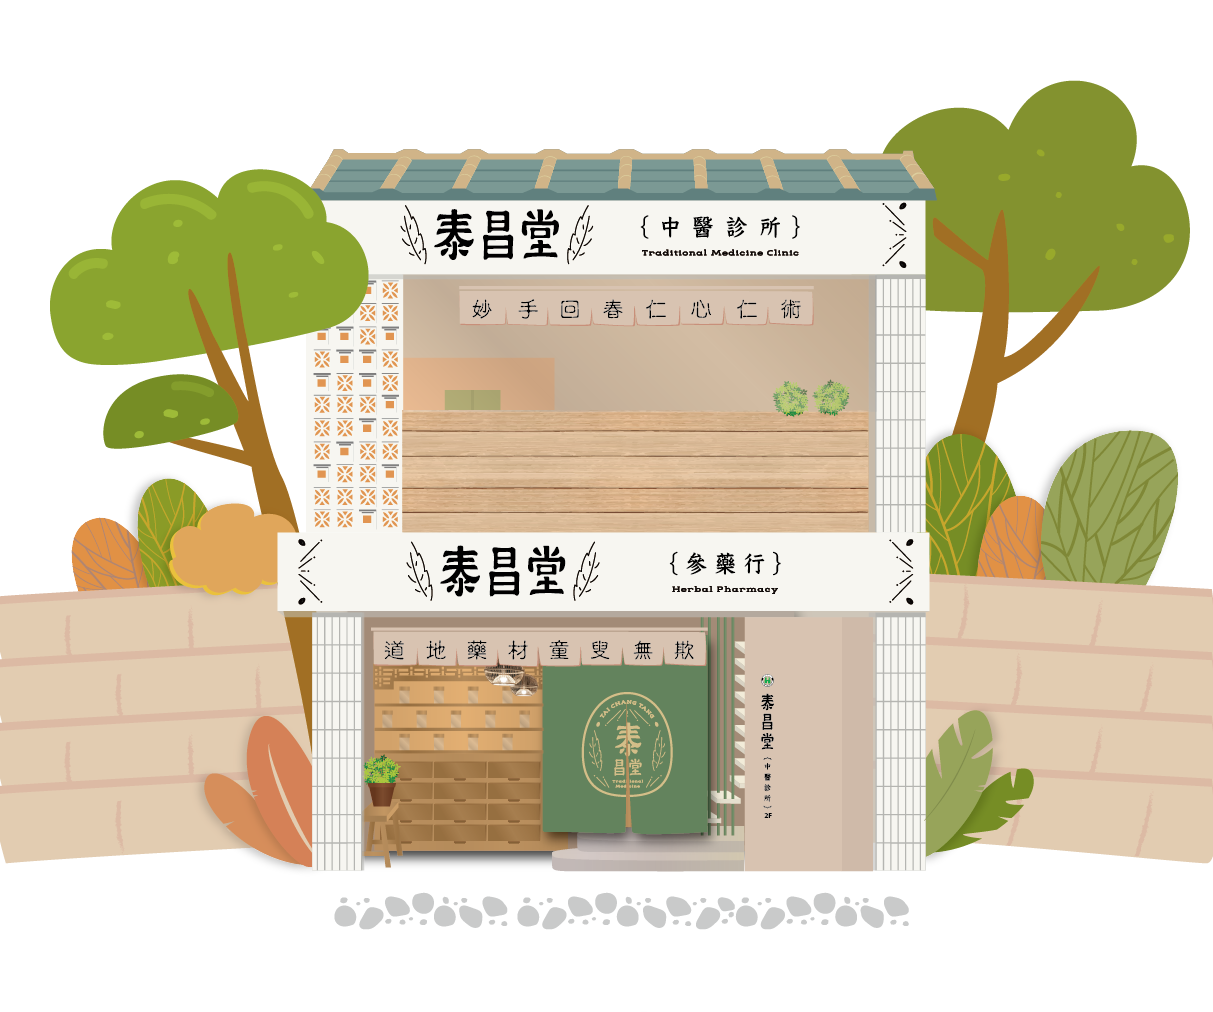 泰昌堂
{中醫診所}
Traditional Medicine Clinic
妙手回春仁心仁術
泰昌堂
{參藥行}
Herbal Pharmacy
道地藥材童叟無欺
TAI CHANG TANG
泰昌堂
Traditional
Medicine
泰昌堂
{中醫診所}
2F